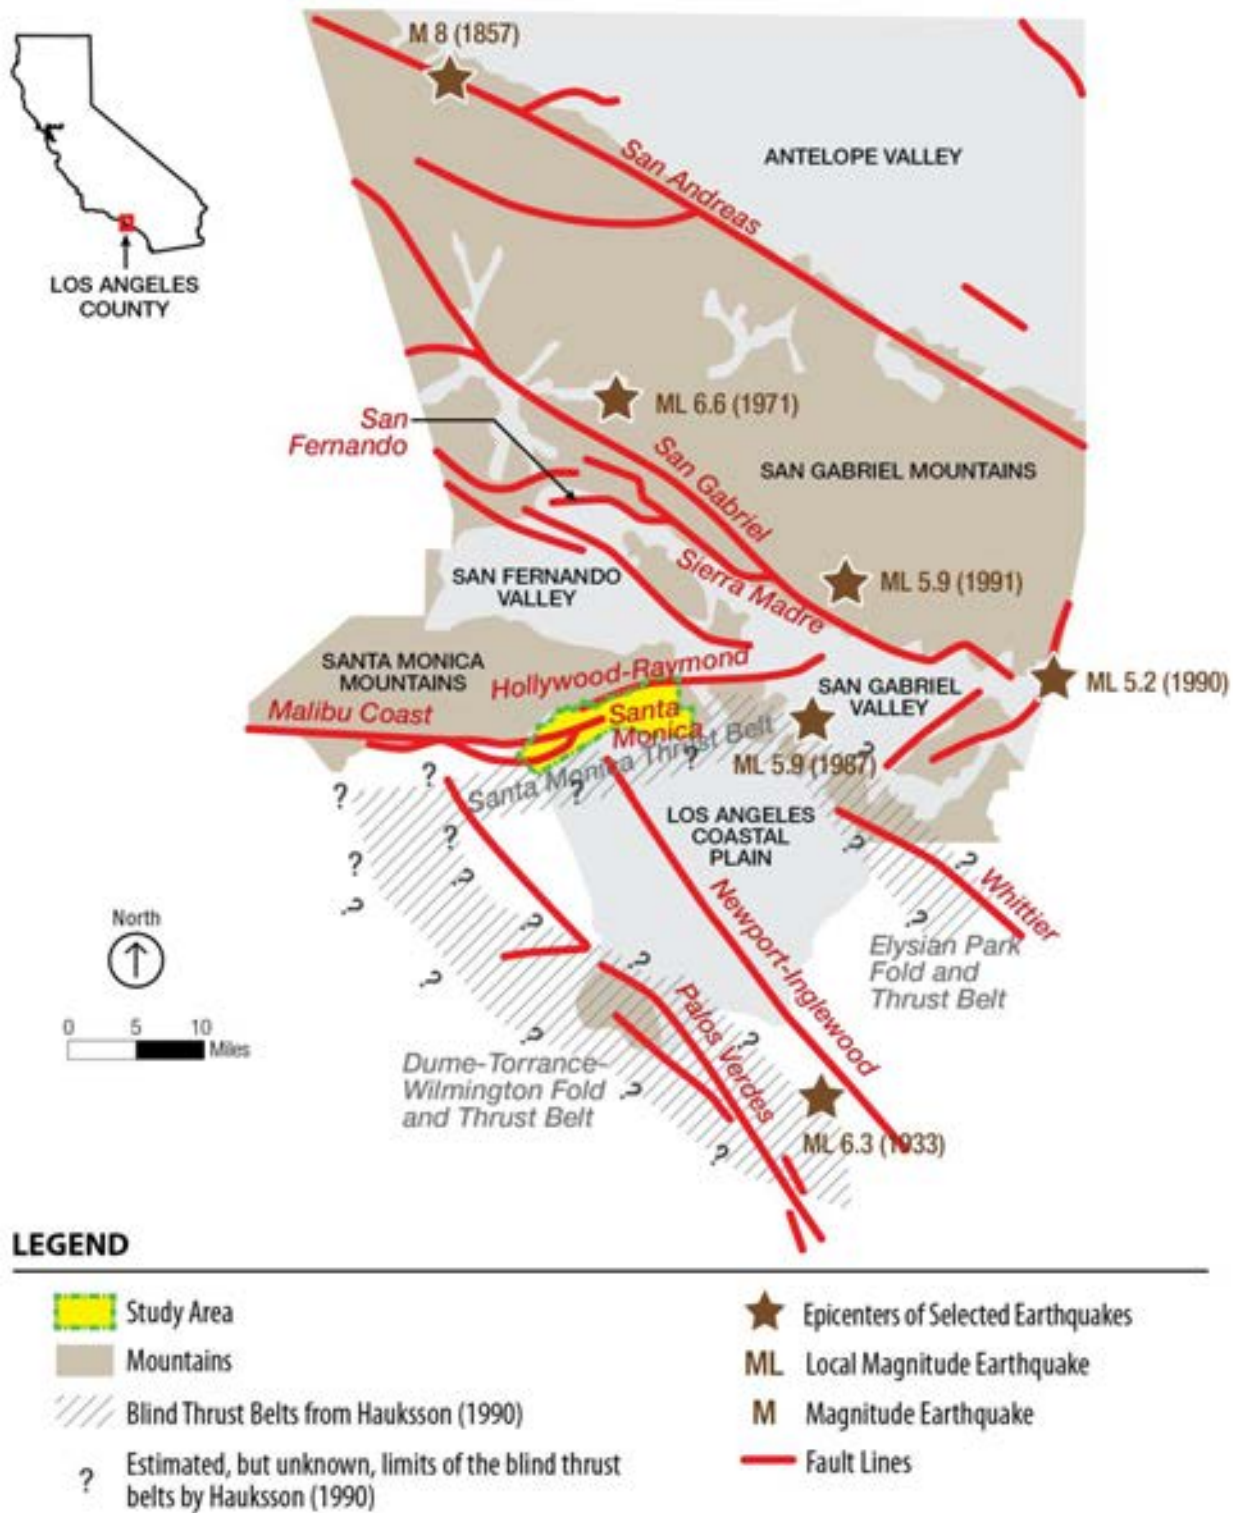 M 8 (1857)
ANTELOPE VALLEY
San Andreas
LOS ANGELES
COUNTY
ML 6.6 (1971)
San
Fernando
San Gabriel
SAN GABRIEL MOUNTAINS
Sierra Madre
ML 5.9 (1991)
SAN FERNANDO
VALLEY
SANTA MONICA
MOUNTAINS
Hollywood-Raymond
SAN GABRIEL
VALLEY
ML 5.2 (1990)
Malibu Coast
Santa
Monica
Santa Monica Thrust Belt
ML 5.9 (1987)
?
?
?
?
?
LOS ANGELES
COASTAL
PLAIN
?
?
?
?
?
?
Whittier
Newport-Inglewood
?
?
Elysian Park
Fold and
Thrust Belt
North
?
?
Palos Verdes
0 5 10
Miles
?
?
Dume-Torrance-
Wilmington Fold
and Thrust Belt
?
ML 6.3 (1933)
?
LEGEND
Study Area
Mountains
Blind Thrust Belts from Hauksson (1990)
? Estimated, but unknown, limits of the blind thrust
belts by Hauksson (1990)
Epicenters of Selected Earthquakes
ML Local Magnitude Earthquake
M Magnitude Earthquake
Fault Lines